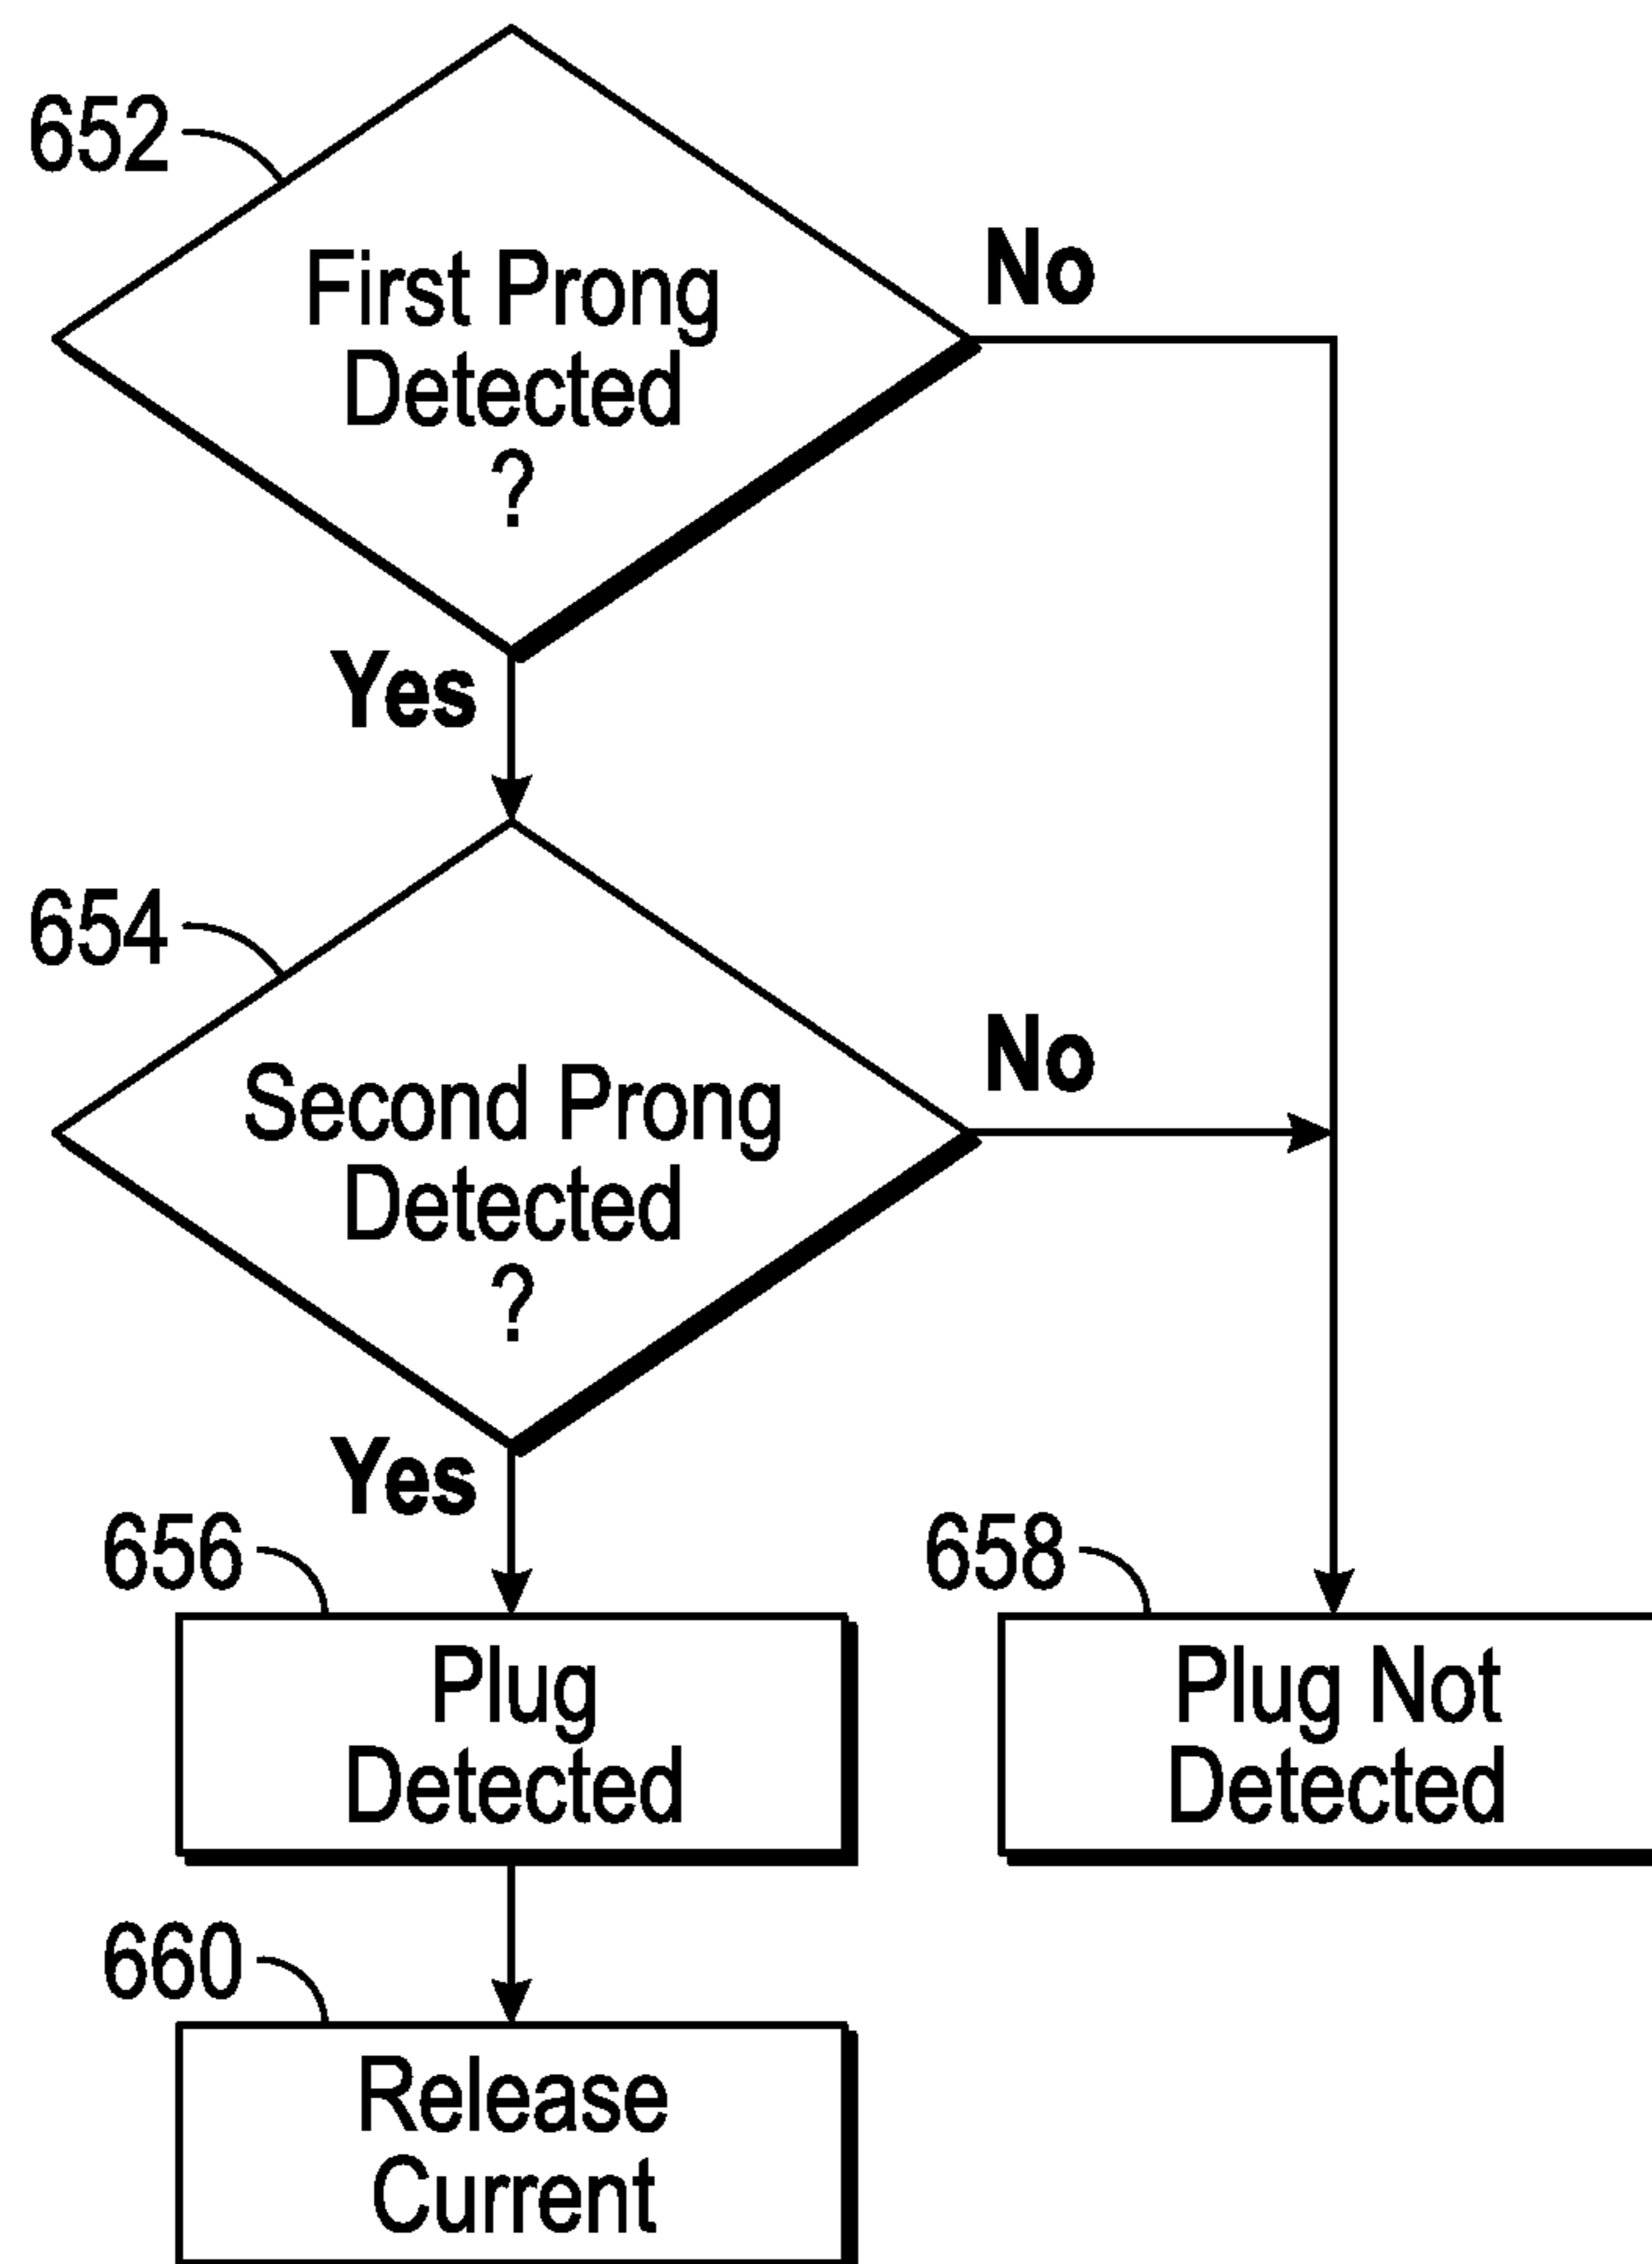 652
First Prong
Detected
?
No
Yes
654
Second Prong
Detected
?
No
Yes
656
Plug
Detected
658
Plug Not
Detected
660
Release
Current